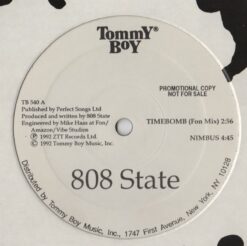 Tommy
Boy®
TB 540 A
Published by Perfect Songs Ltd
Produced and written by 808 State
Engineered by Mike Haas at Fon/
Amazon/Vibe Studios
℗ 1992 ZTT Records Ltd.
© 1992 Tommy Boy Music, Inc.
PROMOTIONAL COPY
NOT FOR SALE
TIMEBOMB (Fon Mix) 2:56
NIMBUS 4:45
808 State
Distributed by Tommy Boy Music, Inc., 1747 First Avenue, New York, NY 10128